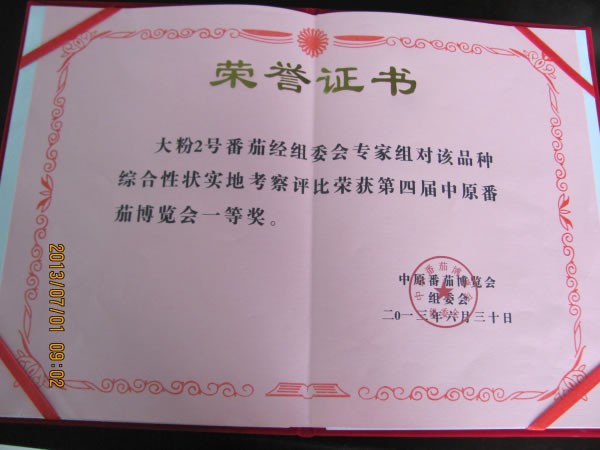 荣誉证书
大粉2号番茄经组委会专家组对该品种
综合性状实地考察评比荣获第四届中原番
茄博览会一等奖。
中原番茄博览会
组委会
二〇一三年六月三十日
2013/07/01 09:02